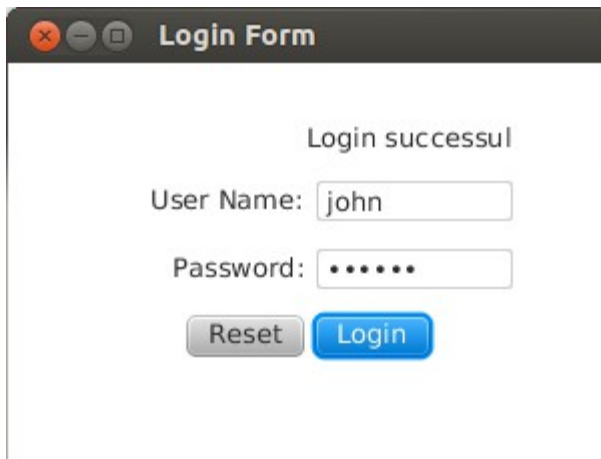 Login Form
Login successul
User Name: john
Password: ••••••
Reset Login